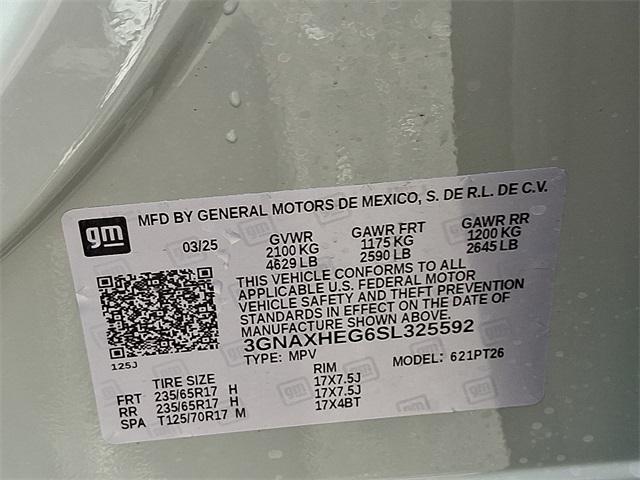 MFD BY GENERAL MOTORS DE MEXICO, S. DE R.L. DE C.V.
gm
03/25 GVWR GAWR FRT GAWR RR
2100 KG 1175 KG 1200 KG
4629 LB 2590 LB 2645 LB
THIS VEHICLE CONFORMS TO ALL
APPLICABLE U.S. FEDERAL MOTOR
VEHICLE SAFETY AND THEFT PREVENTION
STANDARDS IN EFFECT ON THE DATE OF
MANUFACTURE SHOWN ABOVE.
3GNAXHEG6SL325592
125J TYPE: MPV MODEL: 621PT26
TIRE SIZE RIM
FRT 235/65R17 H 17X7.5J
RR 235/65R17 H 17X7.5J
SPA T125/70R17 M 17X4BT